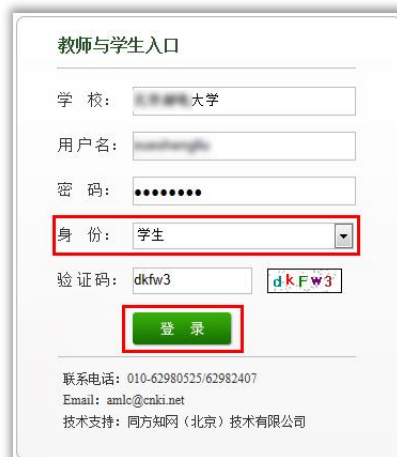 教师与学生入口
学 校： 大学
用户名：
密 码： ●●●●●●●●
身 份： 学生
验证码： dkfw3 dkFw3
登 录
联系电话：010-62980525/62982407
Email：amlc@cnki.net
技术支持：同方知网（北京）技术有限公司